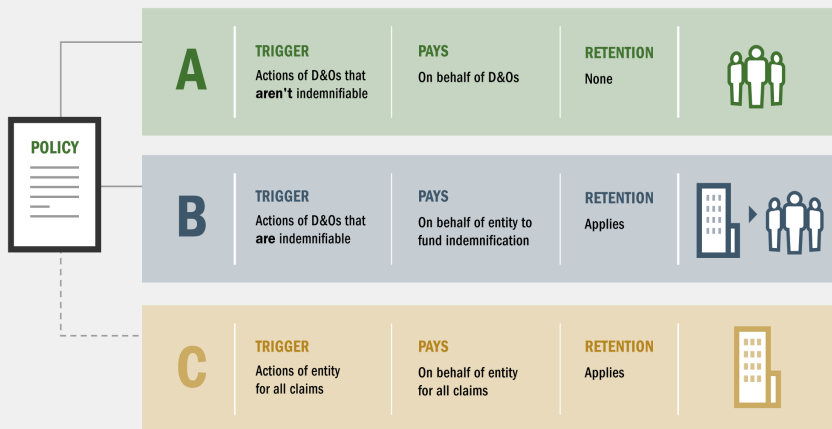 POLICY
A
TRIGGER
Actions of D&Os that
aren't indemnifiable
PAYS
On behalf of D&Os
RETENTION
None
B
TRIGGER
Actions of D&Os that
are indemnifiable
PAYS
On behalf of entity to
fund indemnification
RETENTION
Applies
C
TRIGGER
Actions of entity
for all claims
PAYS
On behalf of entity
for all claims
RETENTION
Applies